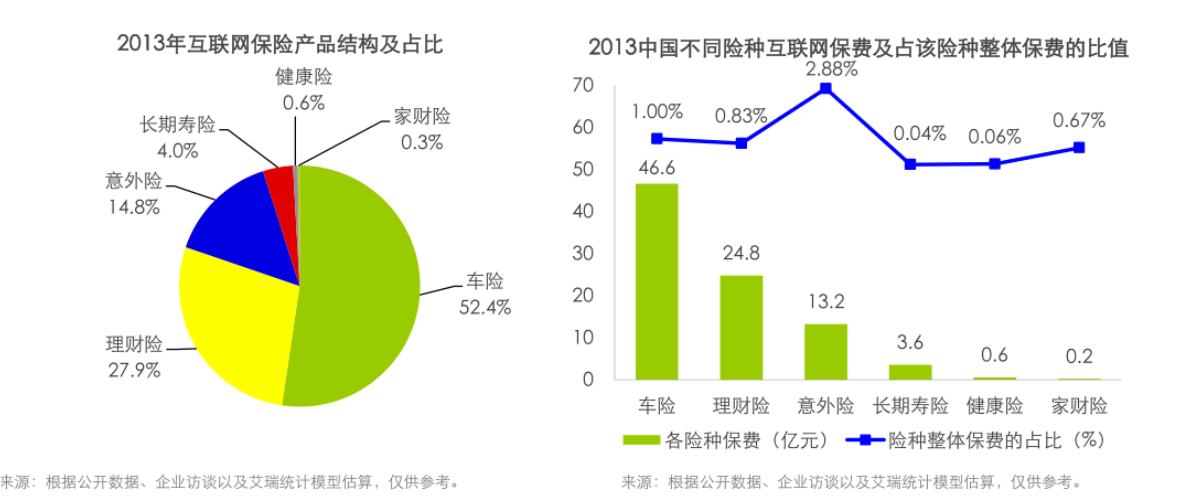 2013年互联网保险产品结构及占比
健康险
0.6%
家财险
0.3%
长期寿险
4.0%
意外险
14.8%
车险
52.4%
理财险
27.9%
来源：根据公开数据、企业访谈以及艾瑞统计模型估算，仅供参考。
2013中国不同险种互联网保费及占该险种整体保费的比值
70
60
50
40
30
20
10
0
1.00%
0.83%
2.88%
0.04%
0.06%
0.67%
46.6
24.8
13.2
3.6
0.6
0.2
车险 理财险 意外险 长期寿险 健康险 家财险
各险种保费（亿元） 险种整体保费的占比（%）
来源：根据公开数据、企业访谈以及艾瑞统计模型估算，仅供参考。